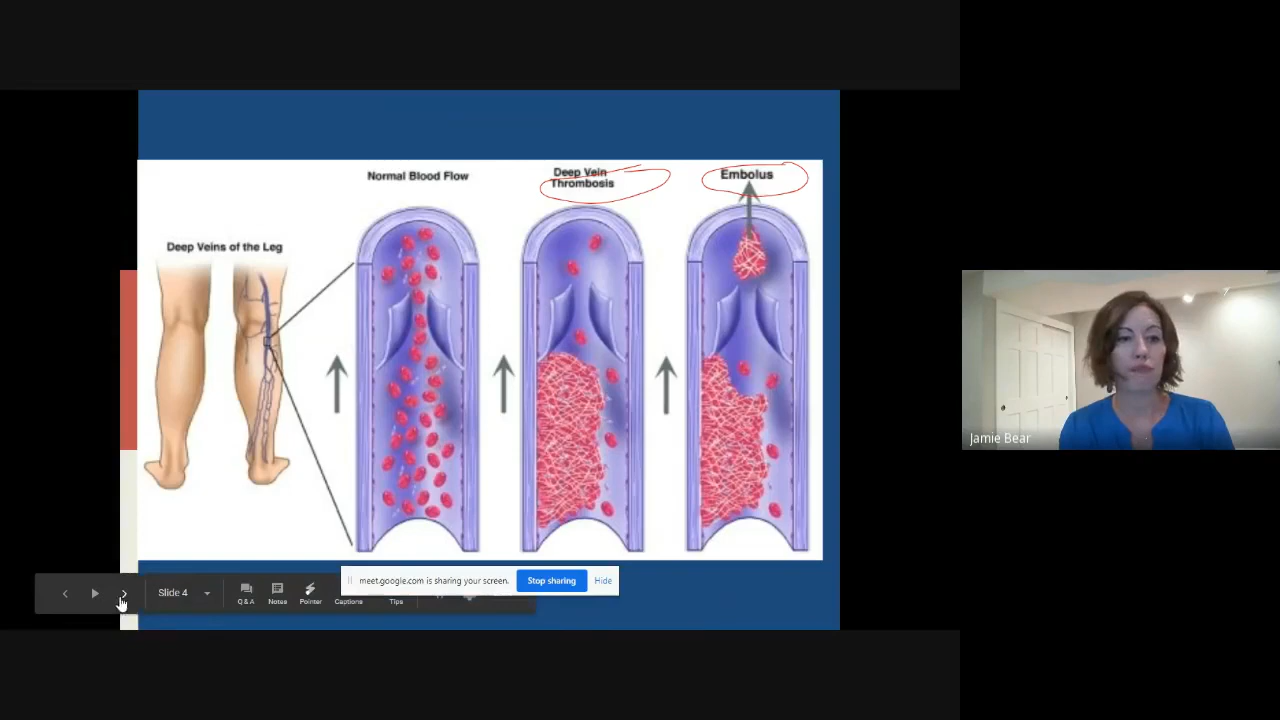 Normal Blood Flow
Deep Vein
Thrombosis
Embolus
Deep Veins of the Leg
Jamie Bear
meet.google.com is sharing your screen.
Stop sharing
Hide
Slide 4
Q & A
Notes
Pointer
Captions
Tips